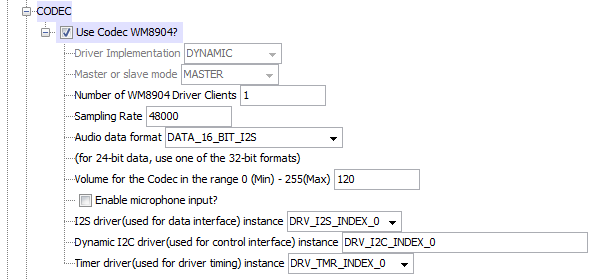 CODEC
Use Codec WM8904?
Driver Implementation DYNAMIC
Master or slave mode MASTER
Number of WM8904 Driver Clients 1
Sampling Rate 48000
Audio data format DATA_16_BIT_I2S
(for 24-bit data, use one of the 32-bit formats)
Volume for the Codec in the range 0 (Min) - 255(Max) 120
Enable microphone input?
I2S driver(used for data interface) instance DRV_I2S_INDEX_0
Dynamic I2C driver(used for control interface) instance DRV_I2C_INDEX_0
Timer driver(used for driver timing) instance DRV_TMR_INDEX_0